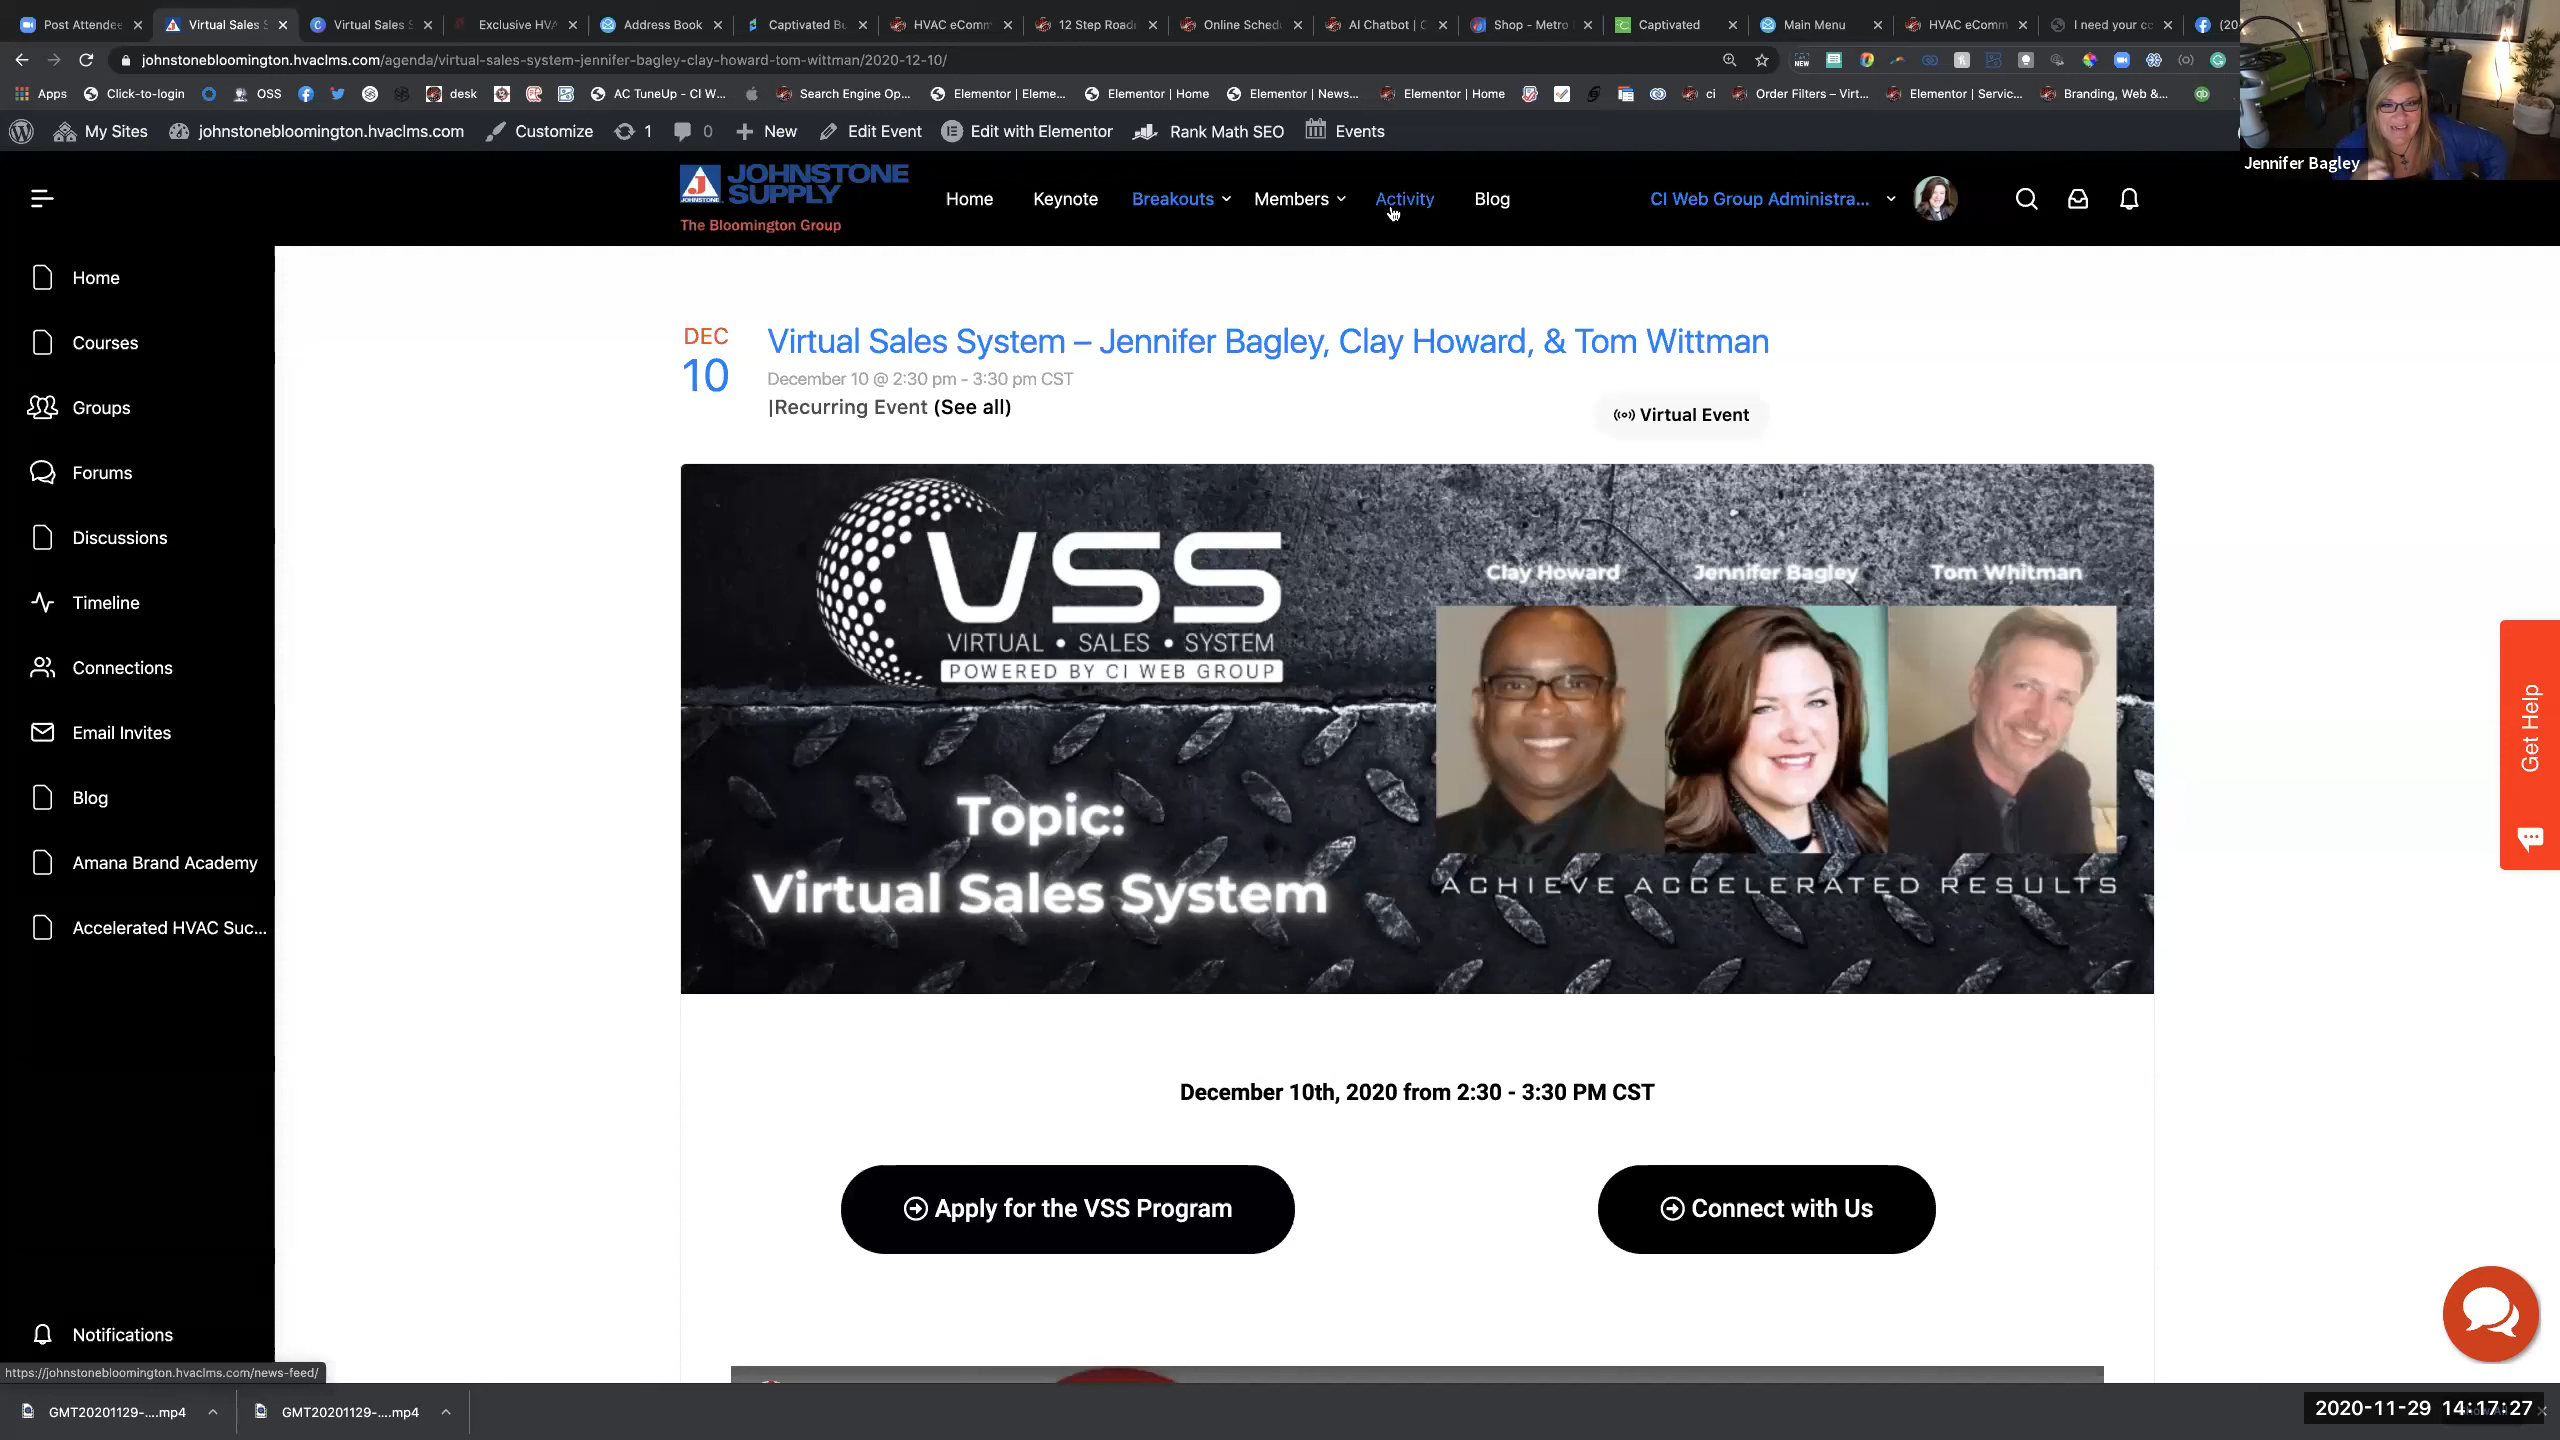 Post Attendee
Virtual Sales S
Virtual Sales S
Exclusive HVA
Address Book
Captivated Bu
HVAC eComm
12 Step Road
Online Schedu
AI Chatbot | C
Shop - Metro
Captivated
Main Menu
HVAC eComm
I need your cc
(20
johnstonebloomington.hvaclms.com/agenda/virtual-sales-system-jennifer-bagley-clay-howard-tom-wittman/2020-12-10/
Apps
Click-to-login
OSS
desk
AC TuneUp - CI W...
Search Engine Op...
Elementor | Eleme...
Elementor | Home
Elementor | News...
Elementor | Home
ci
Order Filters – Virt...
Elementor | Servic...
Branding, Web &...
My Sites
johnstonebloomington.hvaclms.com
Customize
1
0
New
Edit Event
Edit with Elementor
Rank Math SEO
Events
Jennifer Bagley
JOHNSTONE
SUPPLY
The Bloomington Group
Home
Keynote
Breakouts
Members
Activity
Blog
CI Web Group Administra...
Home
Courses
Groups
Forums
Discussions
Timeline
Connections
Email Invites
Blog
Amana Brand Academy
Accelerated HVAC Suc...
Notifications
DEC
10
Virtual Sales System – Jennifer Bagley, Clay Howard, & Tom Wittman
December 10 @ 2:30 pm - 3:30 pm CST
|Recurring Event (See all)
Virtual Event
VSS
VIRTUAL • SALES • SYSTEM
POWERED BY CI WEB GROUP
Clay Howard
Jennifer Bagley
Tom Whitman
Topic:
Virtual Sales System
ACHIEVE ACCELERATED RESULTS
Get Help
December 10th, 2020 from 2:30 - 3:30 PM CST
Apply for the VSS Program
Connect with Us
https://johnstonebloomington.hvaclms.com/news-feed/
GMT20201129-....mp4
GMT20201129-....mp4
2020-11-29 14:17:27